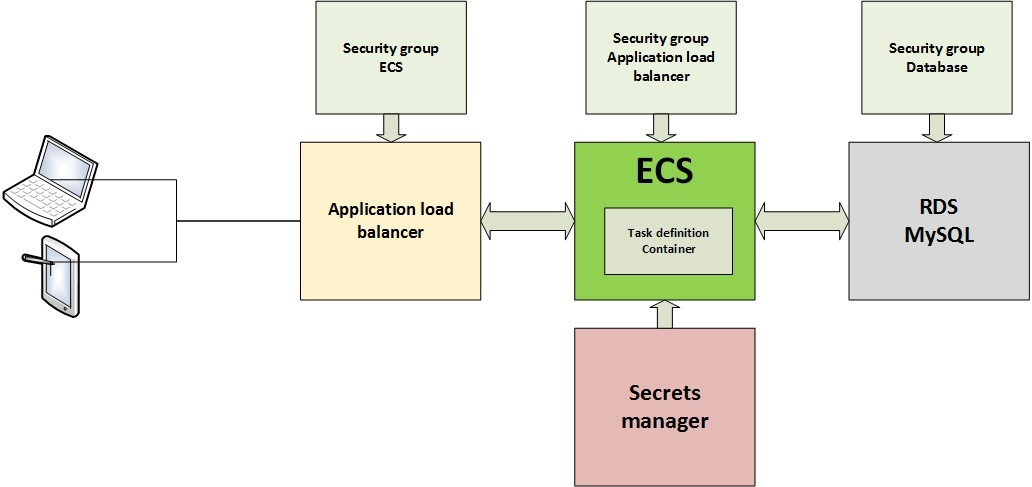 Security group
ECS
Security group
Application load
balancer
Security group
Database
Application load
balancer
ECS
Task definition
Container
RDS
MySQL
Secrets
manager